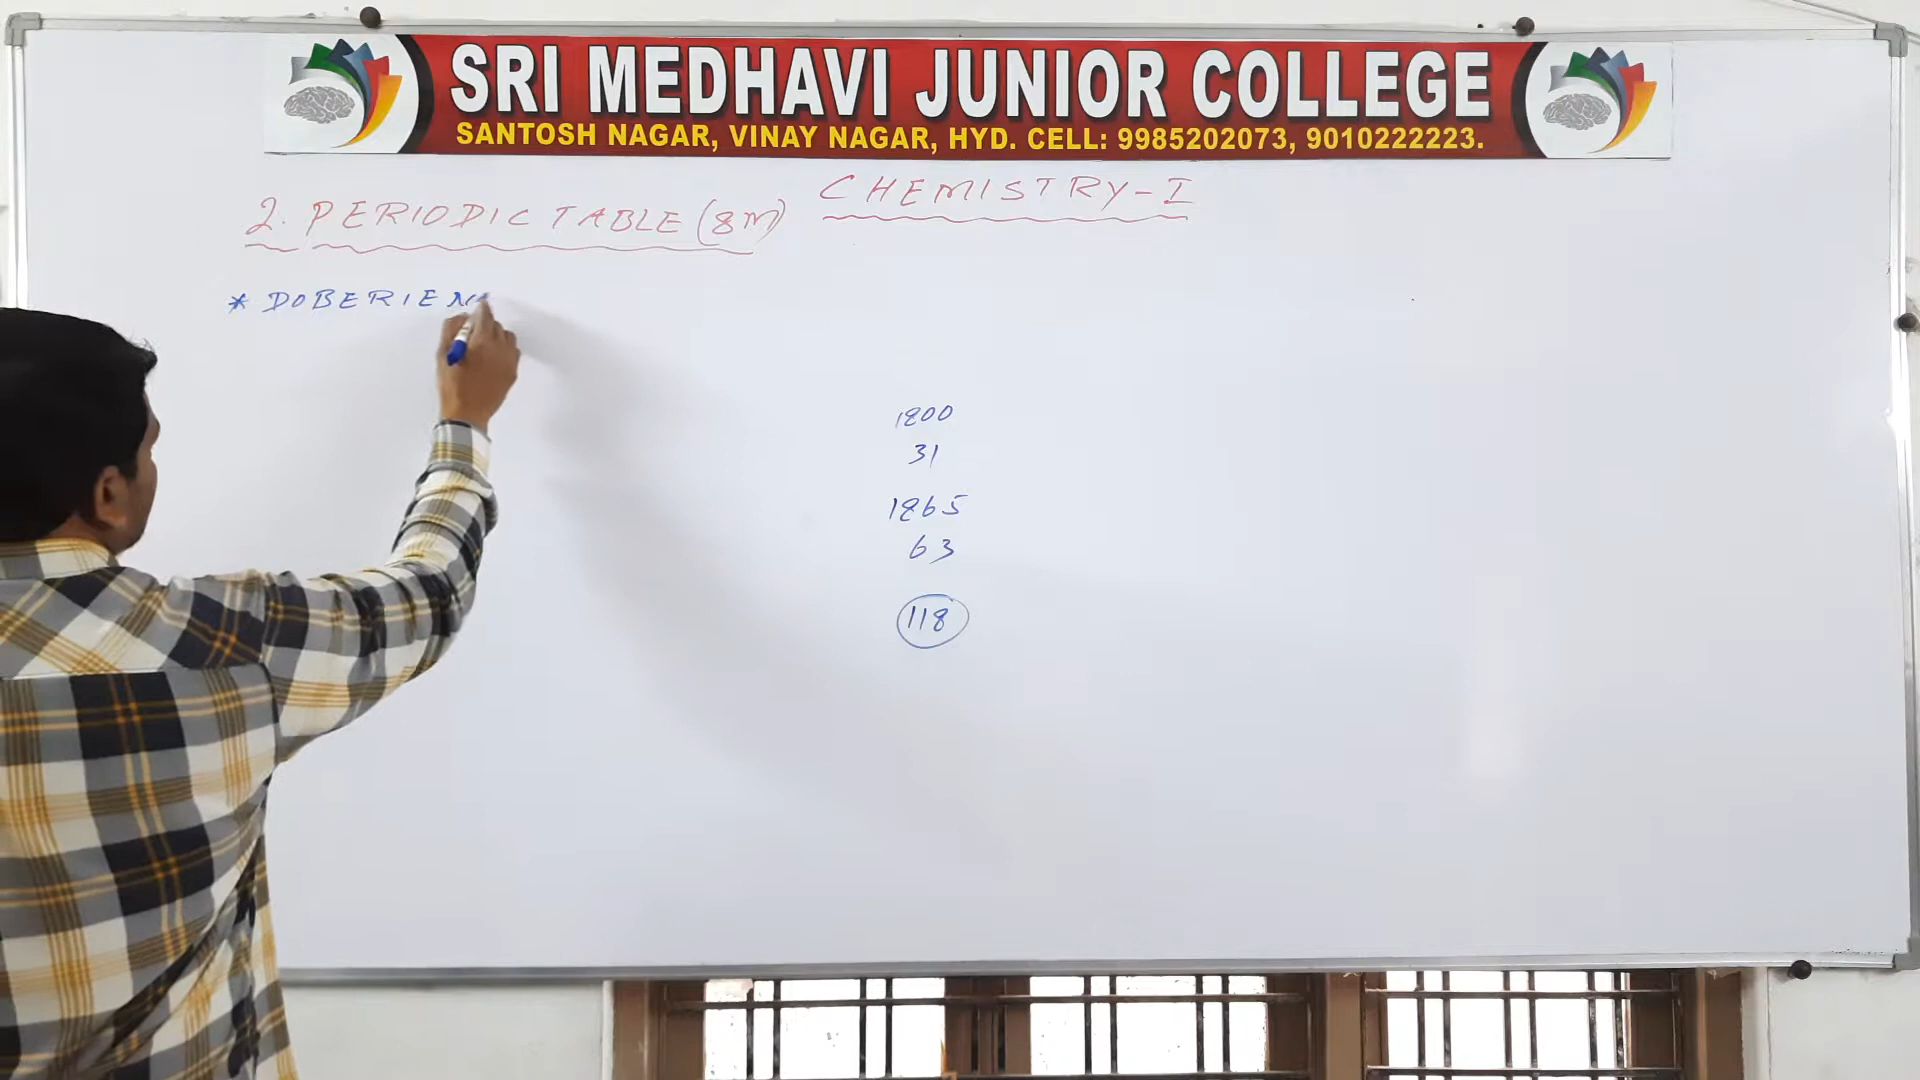 SRI MEDHAVI JUNIOR COLLEGE
SANTOSH NAGAR, VINAY NAGAR, HYD. CELL: 9985202073, 9010222223.
CHEMISTRY-I
2. PERIODIC TABLE (8M)
* DOBERIEN
1800
31
1865
63
118